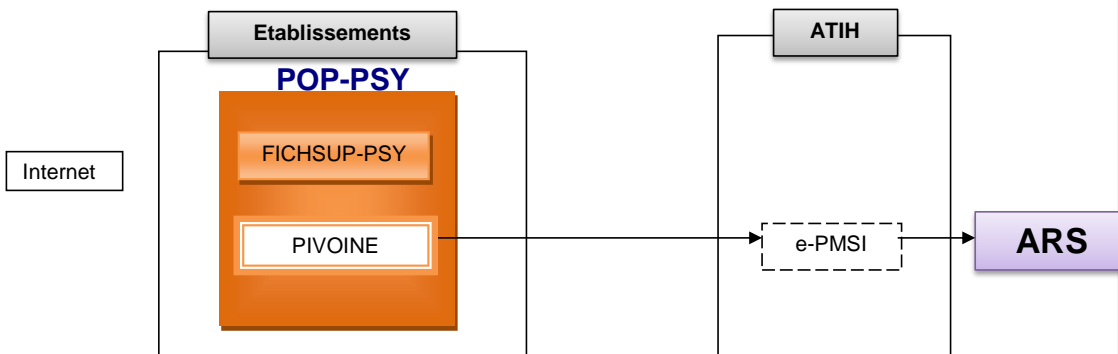 Etablissements
ATIH
POP-PSY
FICHSUP-PSY
Internet
PIVOINE
e-PMSI
ARS